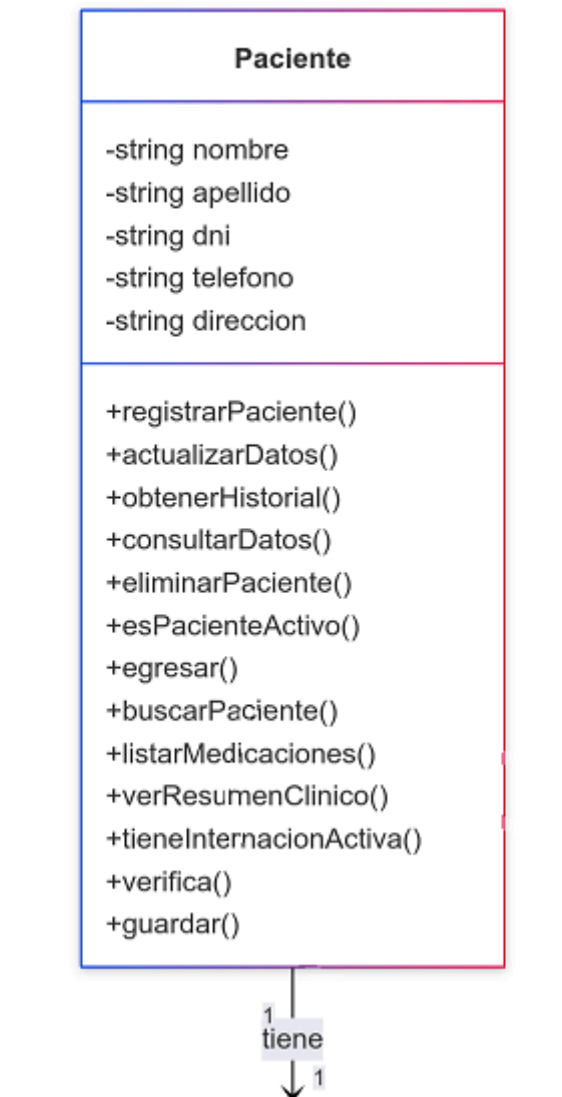 Paciente
-string nombre
-string apellido
-string dni
-string telefono
-string direccion
+registrarPaciente()
+actualizarDatos()
+obtenerHistorial()
+consultarDatos()
+eliminarPaciente()
+esPacienteActivo()
+egresar()
+buscarPaciente()
+listarMedicaciones()
+verResumenClinico()
+tieneInternacionActiva()
+verifica()
+guardar()
1
tiene
1